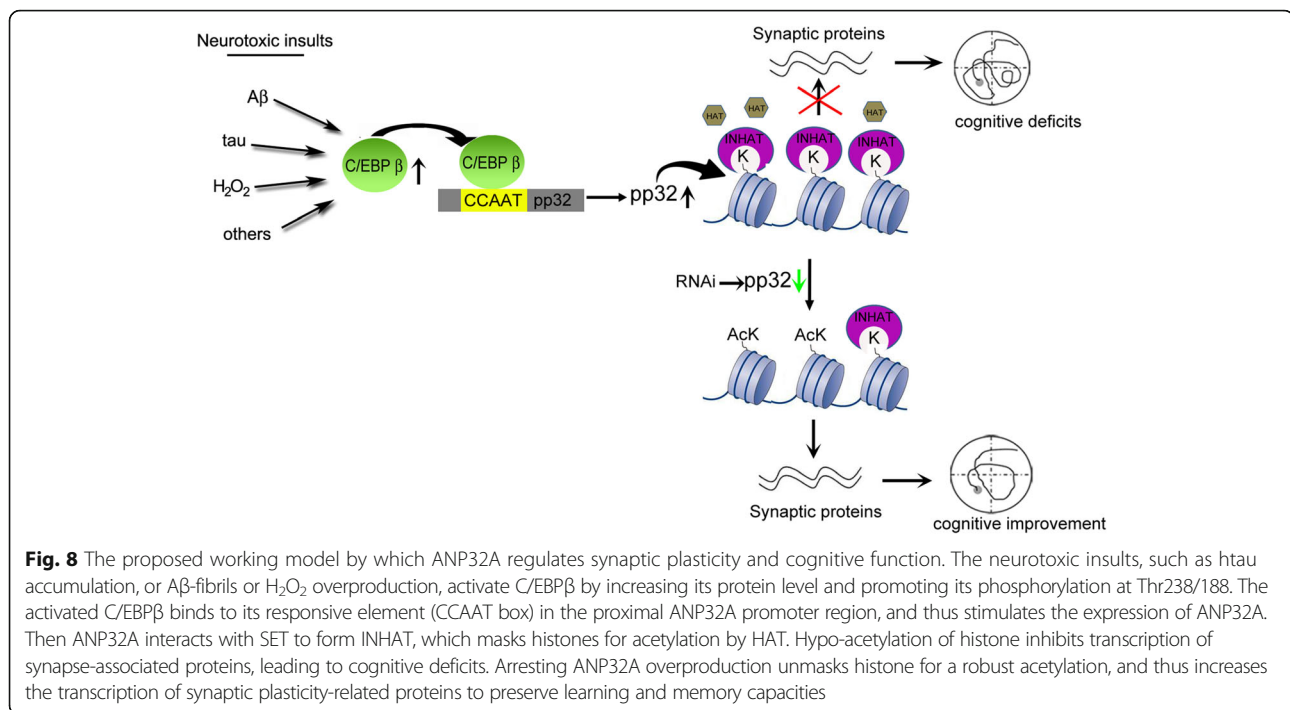 Neurotoxic insults
Aβ
tau
H₂O₂
others
C/EBP β
C/EBP β
CCAAT pp32
pp32
Synaptic proteins
cognitive deficits
HAT
HAT
HAT
INHAT
K
INHAT
K
INHAT
K
RNAi
pp32
AcK
AcK
INHAT
K
Synaptic proteins
cognitive improvement
Fig. 8 The proposed working model by which ANP32A regulates synaptic plasticity and cognitive function. The neurotoxic insults, such as htau
accumulation, or Aβ-fibrils or H₂O₂ overproduction, activate C/EBPβ by increasing its protein level and promoting its phosphorylation at Thr238/188. The
activated C/EBPβ binds to its responsive element (CCAAT box) in the proximal ANP32A promoter region, and thus stimulates the expression of ANP32A.
Then ANP32A interacts with SET to form INHAT, which masks histones for acetylation by HAT. Hypo-acetylation of histone inhibits transcription of
synapse-associated proteins, leading to cognitive deficits. Arresting ANP32A overproduction unmasks histone for a robust acetylation, and thus increases
the transcription of synaptic plasticity-related proteins to preserve learning and memory capacities